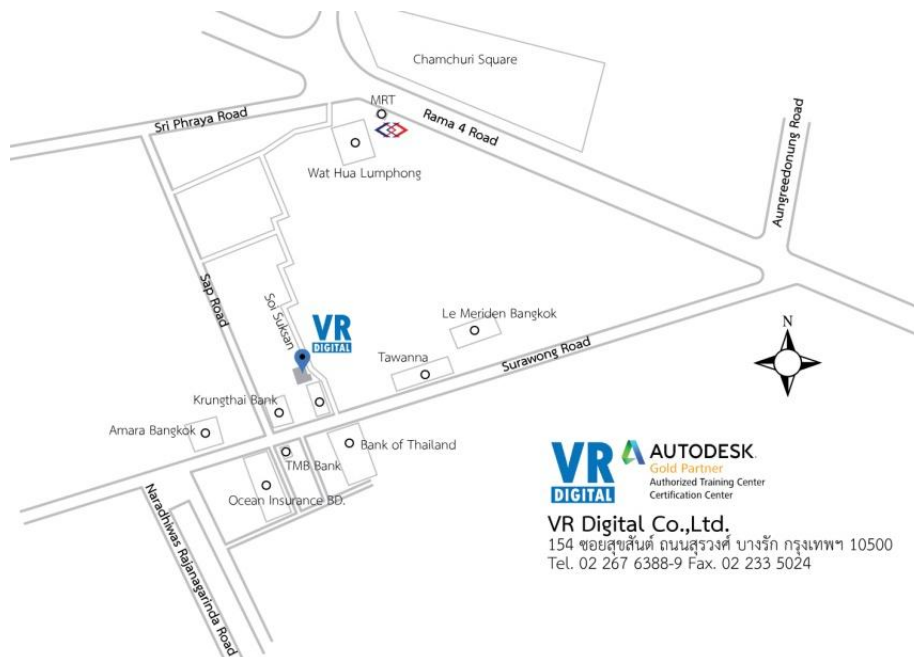 Chamchuri Square
MRT
Sri Phraya Road
Rama 4 Road
Aungreedonung Road
Wat Hua Lumphong
Sap Road
Soi Suksan
VR
DIGITAL
Le Meriden Bangkok
Surawong Road
Tawanna
N
Krungthai Bank
Amara Bangkok
Bank of Thailand
TMB Bank
Ocean Insurance BD.
Naradhiwas Rajanagarinda Road
VR
DIGITAL
AUTODESK
Gold Partner
Authorized Training Center
Certification Center
VR Digital Co.,Ltd.
154 ซอยสุขสันต์ ถนนสุรวงศ์ บางรัก กรุงเทพฯ 10500
Tel. 02 267 6388-9 Fax. 02 233 5024